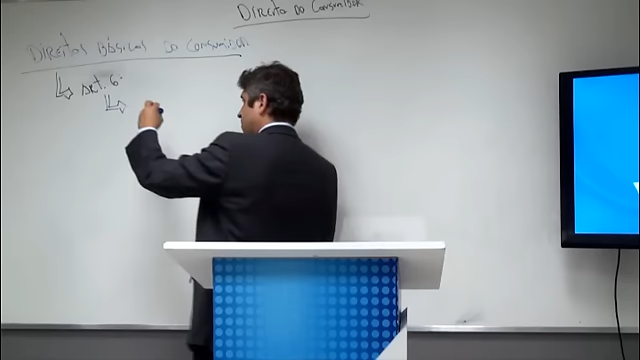 Direito do Consumidor
Direitos Básicos do Consumidor
art. 6º